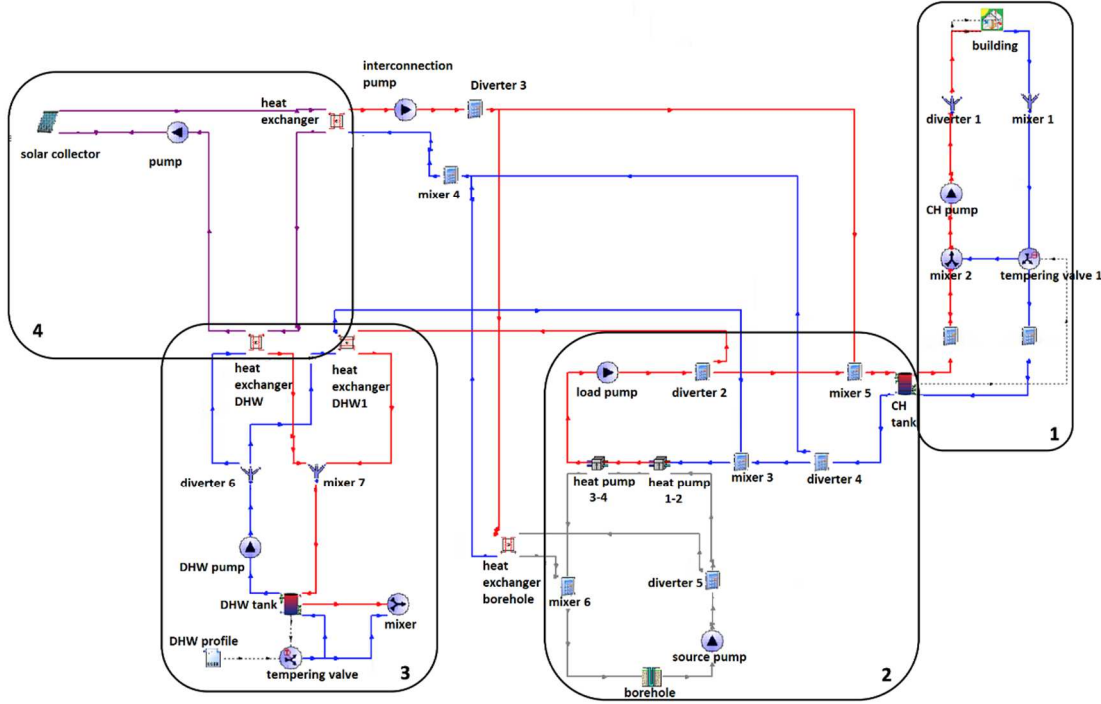 building
interconnection
pump
Diverter 3
heat
exchanger
diverter 1
mixer 1
solar collector
pump
mixer 4
CH pump
mixer 2
tempering valve 1
4
heat
exchanger
DHW
heat
exchanger
DHW1
load pump
diverter 2
mixer 5
CH
tank
1
diverter 6
mixer 7
heat pump
3-4
heat pump
1-2
mixer 3
diverter 4
DHW pump
heat
exchanger
borehole
mixer 6
diverter 5
DHW tank
mixer
DHW profile
tempering valve
3
source pump
borehole
2